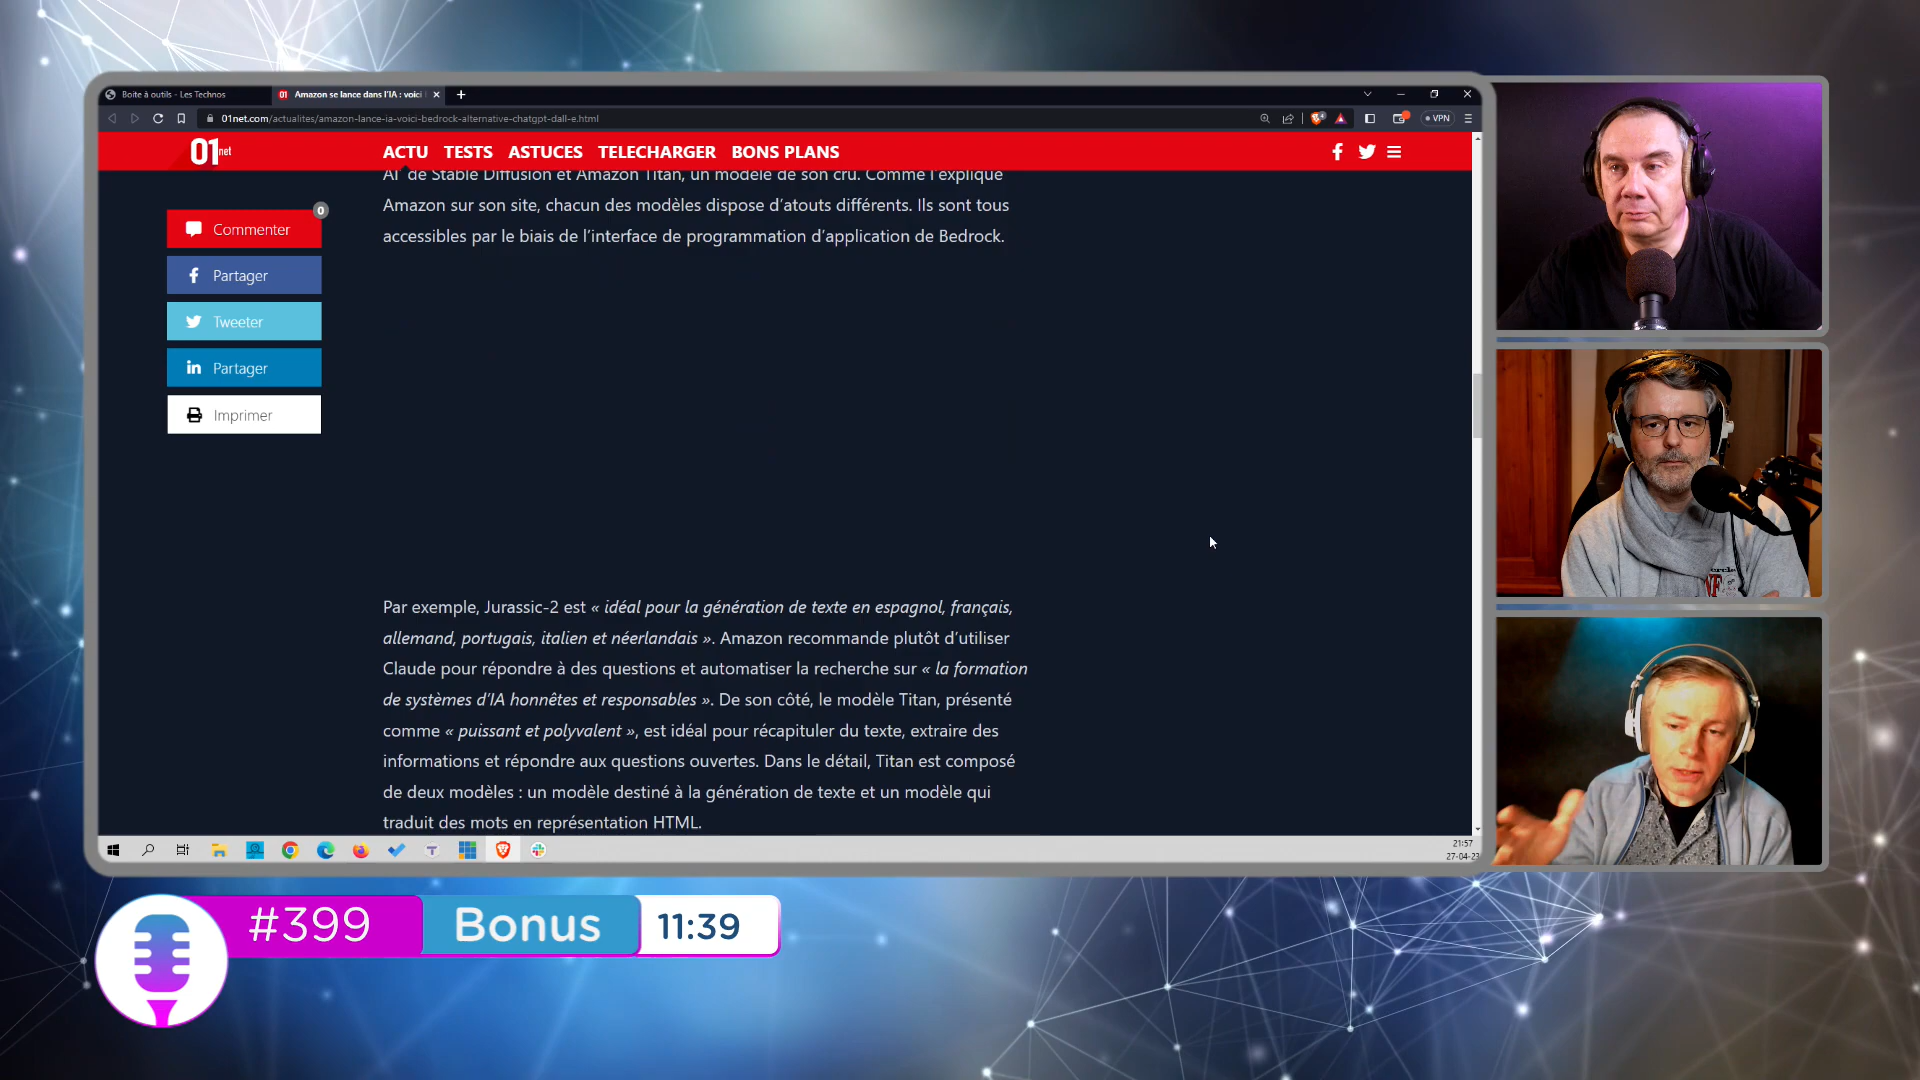 Boite à outils - Les Technos
01 Amazon se lance dans l'IA : voici
01net.com/actualites/amazon-lance-ia-voici-bedrock-alternative-chatgpt-dall-e.html
VPN
01net
ACTU TESTS ASTUCES TELECHARGER BONS PLANS
AI de Stable Diffusion et Amazon Titan, un modèle de son cru. Comme l'explique
Amazon sur son site, chacun des modèles dispose d'atouts différents. Ils sont tous
accessibles par le biais de l'interface de programmation d'application de Bedrock.
0
Commenter
Partager
Tweeter
Partager
Imprimer
Par exemple, Jurassic-2 est « idéal pour la génération de texte en espagnol, français,
allemand, portugais, italien et néerlandais ». Amazon recommande plutôt d'utiliser
Claude pour répondre à des questions et automatiser la recherche sur « la formation
de systèmes d'IA honnêtes et responsables ». De son côté, le modèle Titan, présenté
comme « puissant et polyvalent », est idéal pour récapituler du texte, extraire des
informations et répondre aux questions ouvertes. Dans le détail, Titan est composé
de deux modèles : un modèle destiné à la génération de texte et un modèle qui
traduit des mots en représentation HTML.
21:57
27-04-23
#399 Bonus 11:39